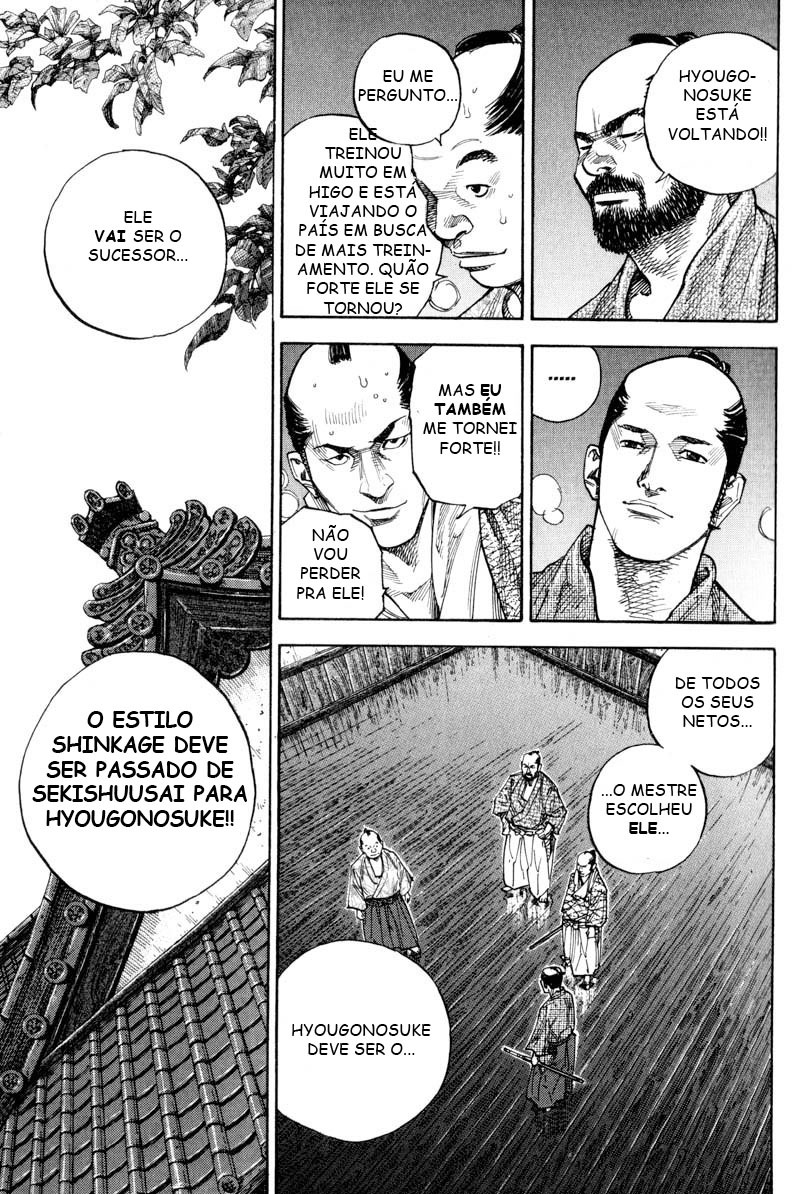 HYOUGO-
NOSUKE
ESTÁ
VOLTANDO!!
EU ME
PERGUNTO...
ELE
TREINOU
MUITO EM
HIGO E ESTÁ
VIAJANDO O
PAÍS EM BUSCA
DE MAIS TREIN-
AMENTO. QUÃO
FORTE ELE SE
TORNOU?
.....
MAS EU
TAMBÉM
ME TORNEI
FORTE!!
NÃO
VOU
PERDER
PRA ELE!
DE TODOS
OS SEUS
NETOS...
...O MESTRE
ESCOLHEU
ELE...
HYOUGONOSUKE
DEVE SER O...
ELE
VAI SER O
SUCESSOR...
O ESTILO
SHINKAGE DEVE
SER PASSADO DE
SEKISHUUSAI PARA
HYOUGONOSUKE!!